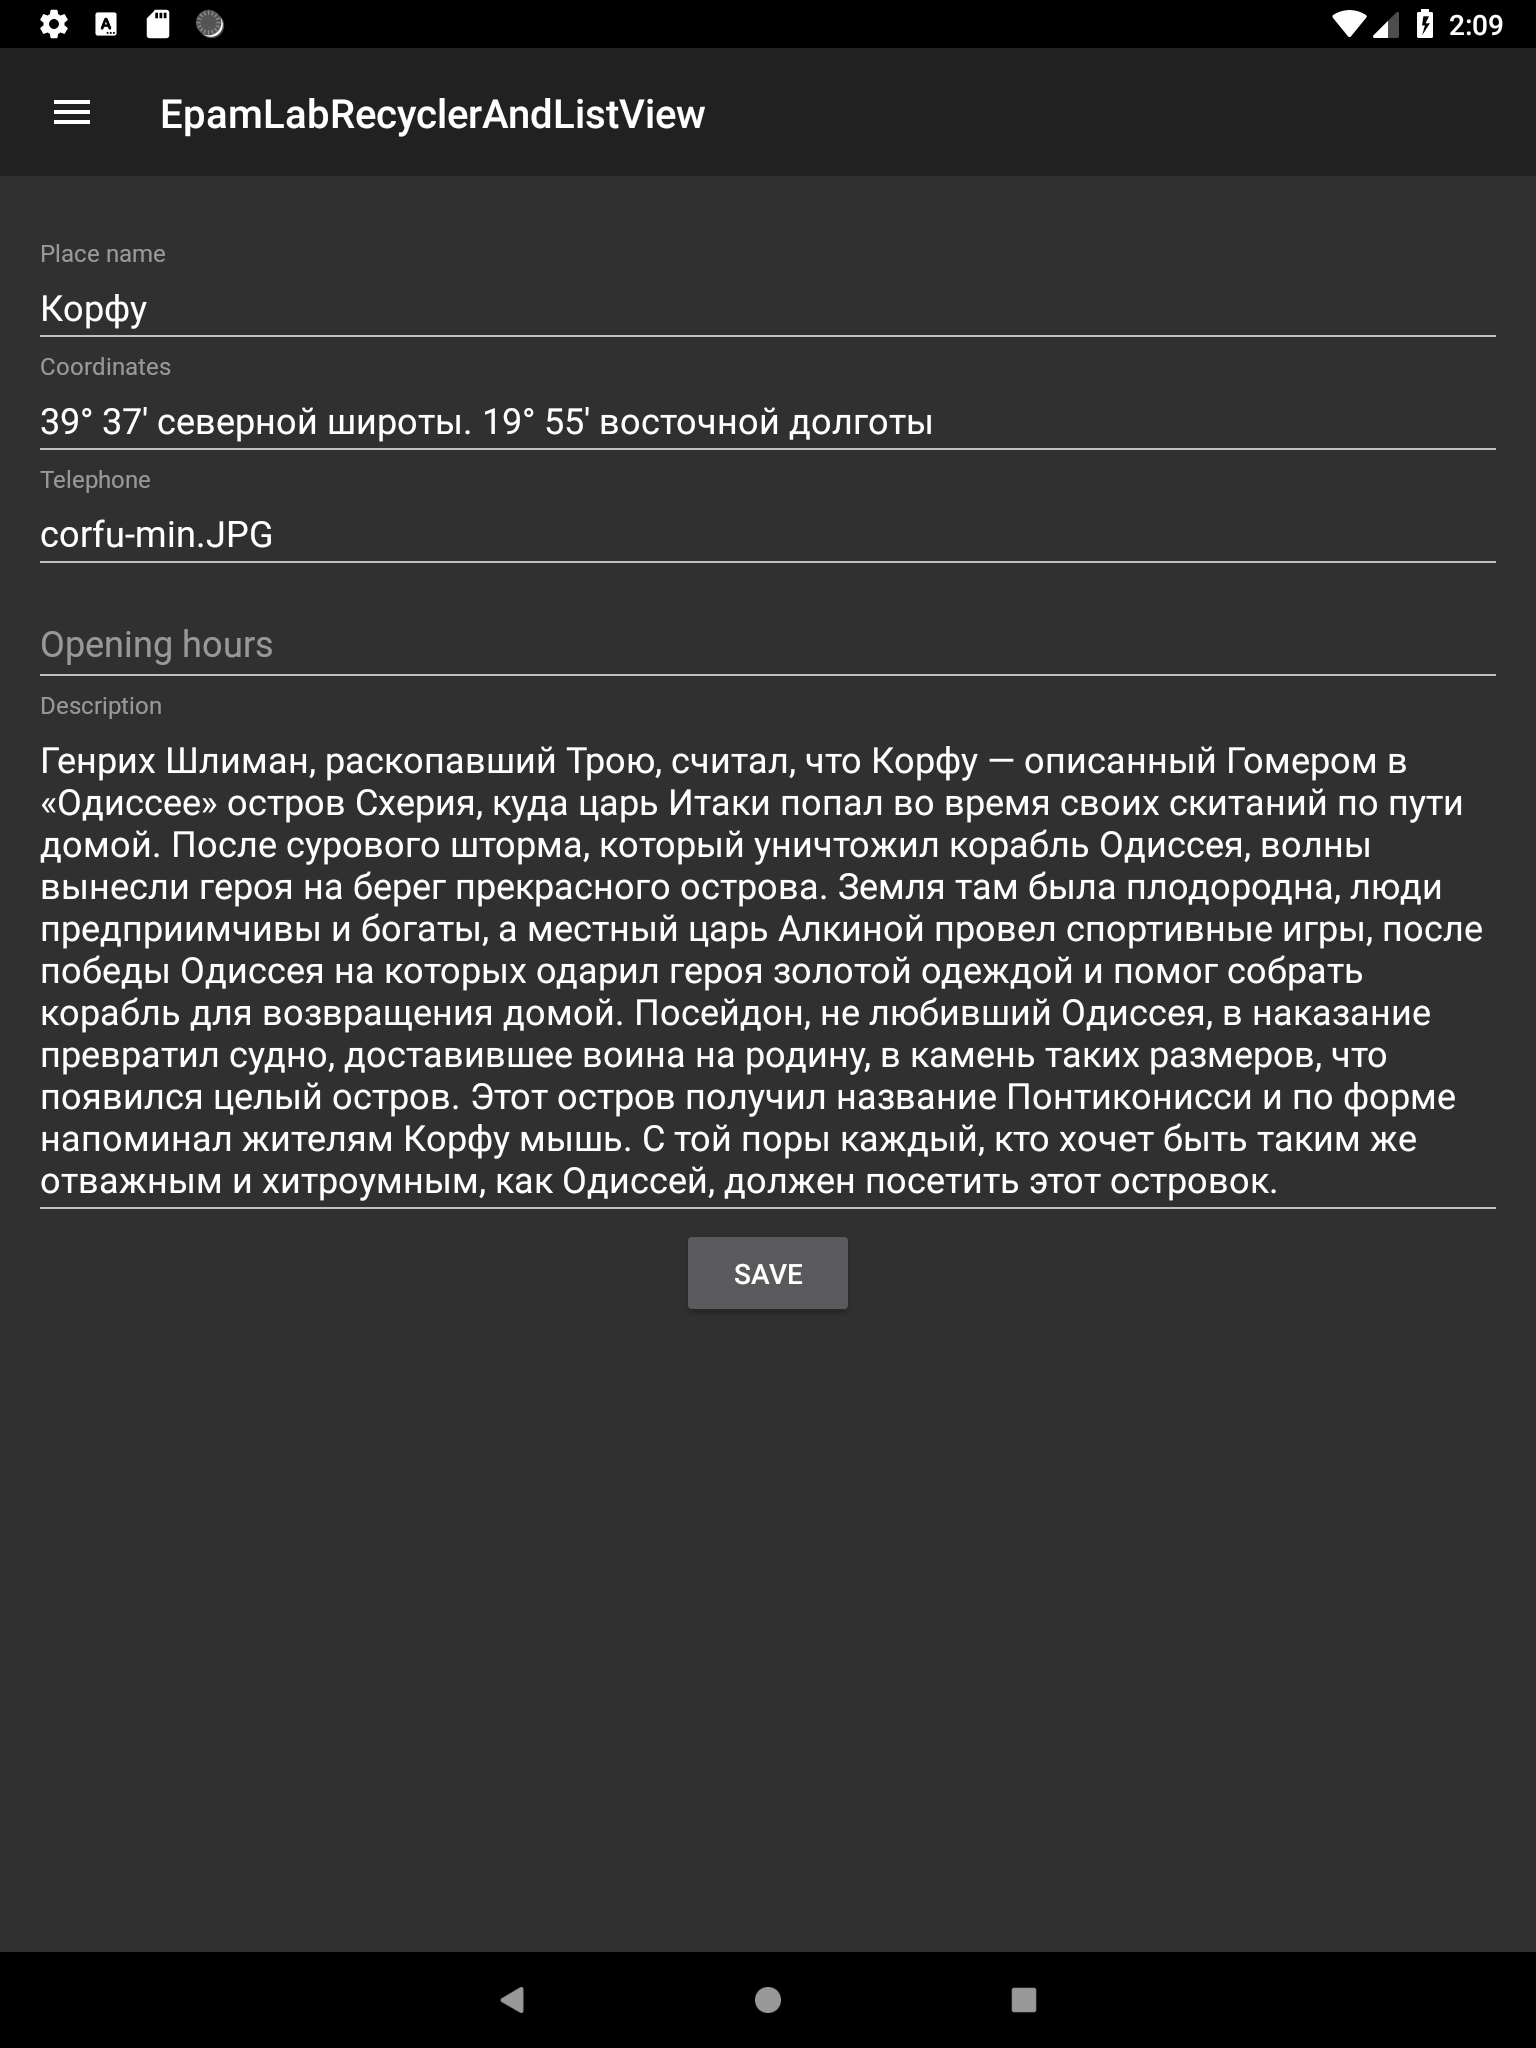 2:09
EpamLabRecyclerAndListView
Place name
Корфу
Coordinates
39° 37' северной широты. 19° 55' восточной долготы
Telephone
corfu-min.JPG
Opening hours
Description
Генрих Шлиман, раскопавший Трою, считал, что Корфу — описанный Гомером в
«Одиссее» остров Схерия, куда царь Итаки попал во время своих скитаний по пути
домой. После сурового шторма, который уничтожил корабль Одиссея, волны
вынесли героя на берег прекрасного острова. Земля там была плодородна, люди
предприимчивы и богаты, а местный царь Алкиной провел спортивные игры, после
победы Одиссея на которых одарил героя золотой одеждой и помог собрать
корабль для возвращения домой. Посейдон, не любивший Одиссея, в наказание
превратил судно, доставившее воина на родину, в камень таких размеров, что
появился целый остров. Этот остров получил название ПонтикониссИ и по форме
напоминал жителям Корфу мышь. С той поры каждый, кто хочет быть таким же
отважным и хитроумным, как Одиссей, должен посетить этот островок.
SAVE